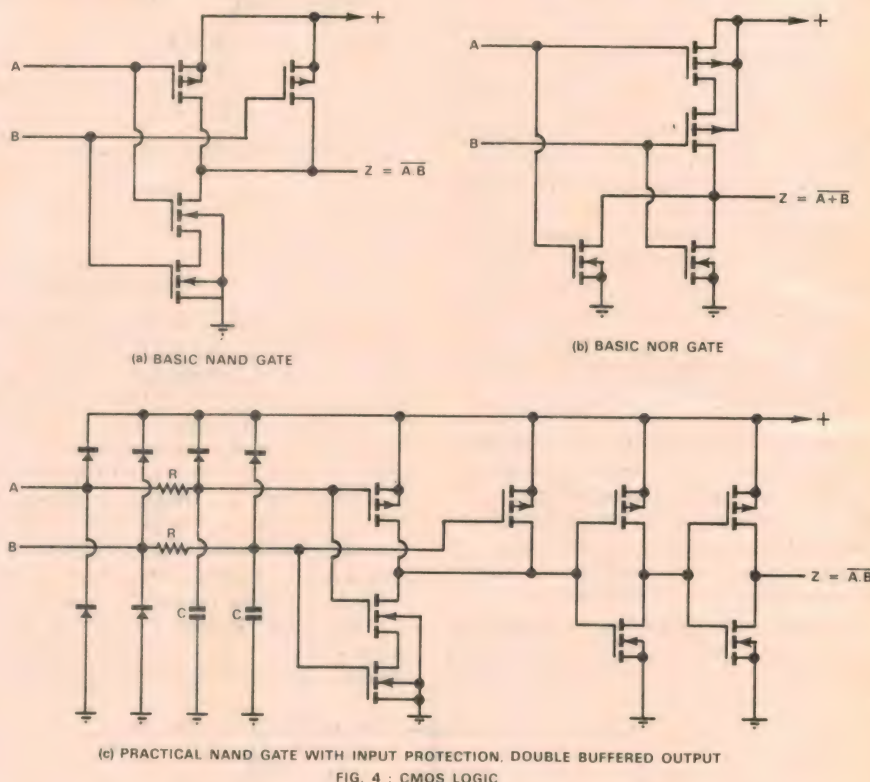 +
A
B
Z = A.B
(a) BASIC NAND GATE
+
A
B
Z = A+B
(b) BASIC NOR GATE
+
A
R
B
R
C
C
Z = A.B
(c) PRACTICAL NAND GATE WITH INPUT PROTECTION, DOUBLE BUFFERED OUTPUT
FIG. 4 : CMOS LOGIC